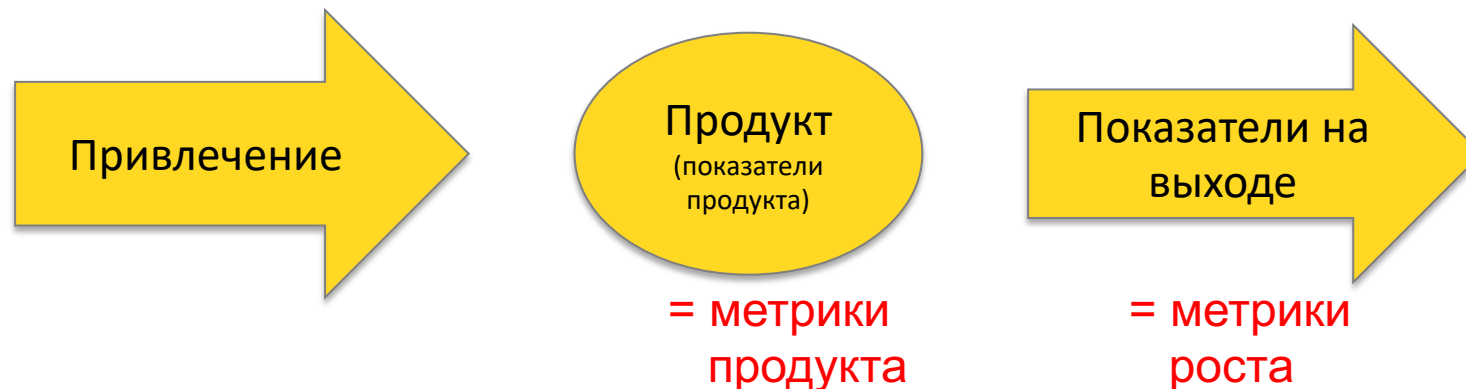 Привлечение
Продукт
(показатели
продукта)
Показатели на
выходе
= метрики
продукта
= метрики
роста